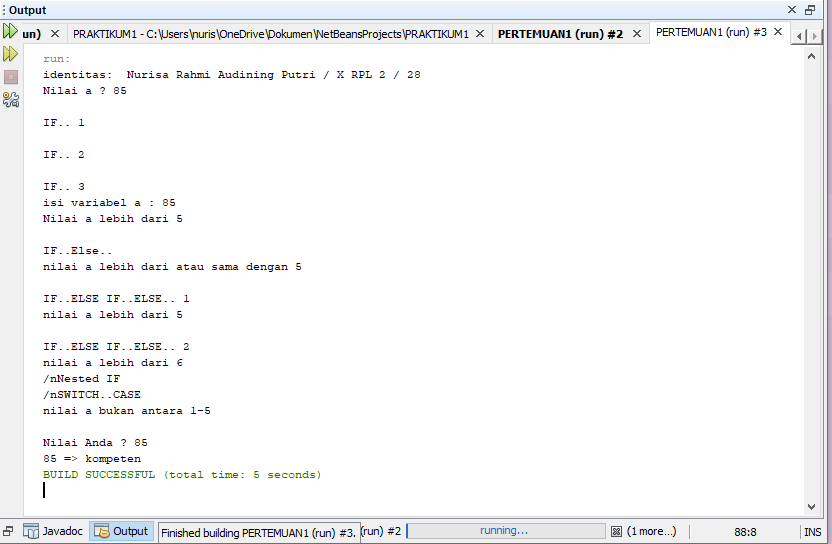 Output
un)
PRAKTIKUM1 - C:\Users\nuris\OneDrive\Dokumen\NetBeansProjects\PRAKTIKUM1
PERTEMUAN1 (run) #2
PERTEMUAN1 (run) #3
run:
identitas:  Nurisa Rahmi Audining Putri / X RPL 2 / 28
Nilai a ? 85
IF.. 1
IF.. 2
IF.. 3
isi variabel a : 85
Nilai a lebih dari 5
IF..Else..
nilai a lebih dari atau sama dengan 5
IF..ELSE IF..ELSE.. 1
nilai a lebih dari 5
IF..ELSE IF..ELSE.. 2
nilai a lebih dari 6
/nNested IF
/nSWITCH..CASE
nilai a bukan antara 1-5
Nilai Anda ? 85
85 => kompeten
BUILD SUCCESSFUL (total time: 5 seconds)
Javadoc
Output
Finished building PERTEMUAN1 (run) #3.
(run) #2
running...
(1 more...)
88:8
INS